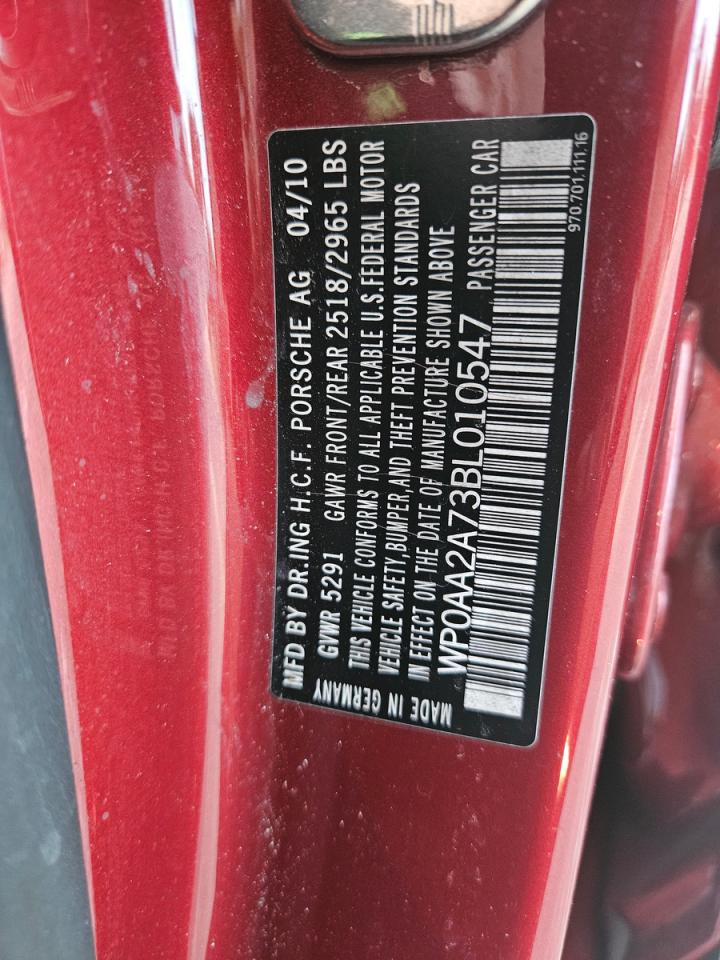 MFD BY DR.ING H.C.F. PORSCHE AG 04/10
GVWR 5291 GAWR FRONT/REAR 2518/2965 LBS
THIS VEHICLE CONFORMS TO ALL APPLICABLE U.S.FEDERAL MOTOR
VEHICLE SAFETY,BUMPER,AND THEFT PREVENTION STANDARDS
IN EFFECT ON THE DATE OF MANUFACTURE SHOWN ABOVE
WP0AA2A73BL010547 PASSENGER CAR
970.701.111.16
MADE IN GERMANY